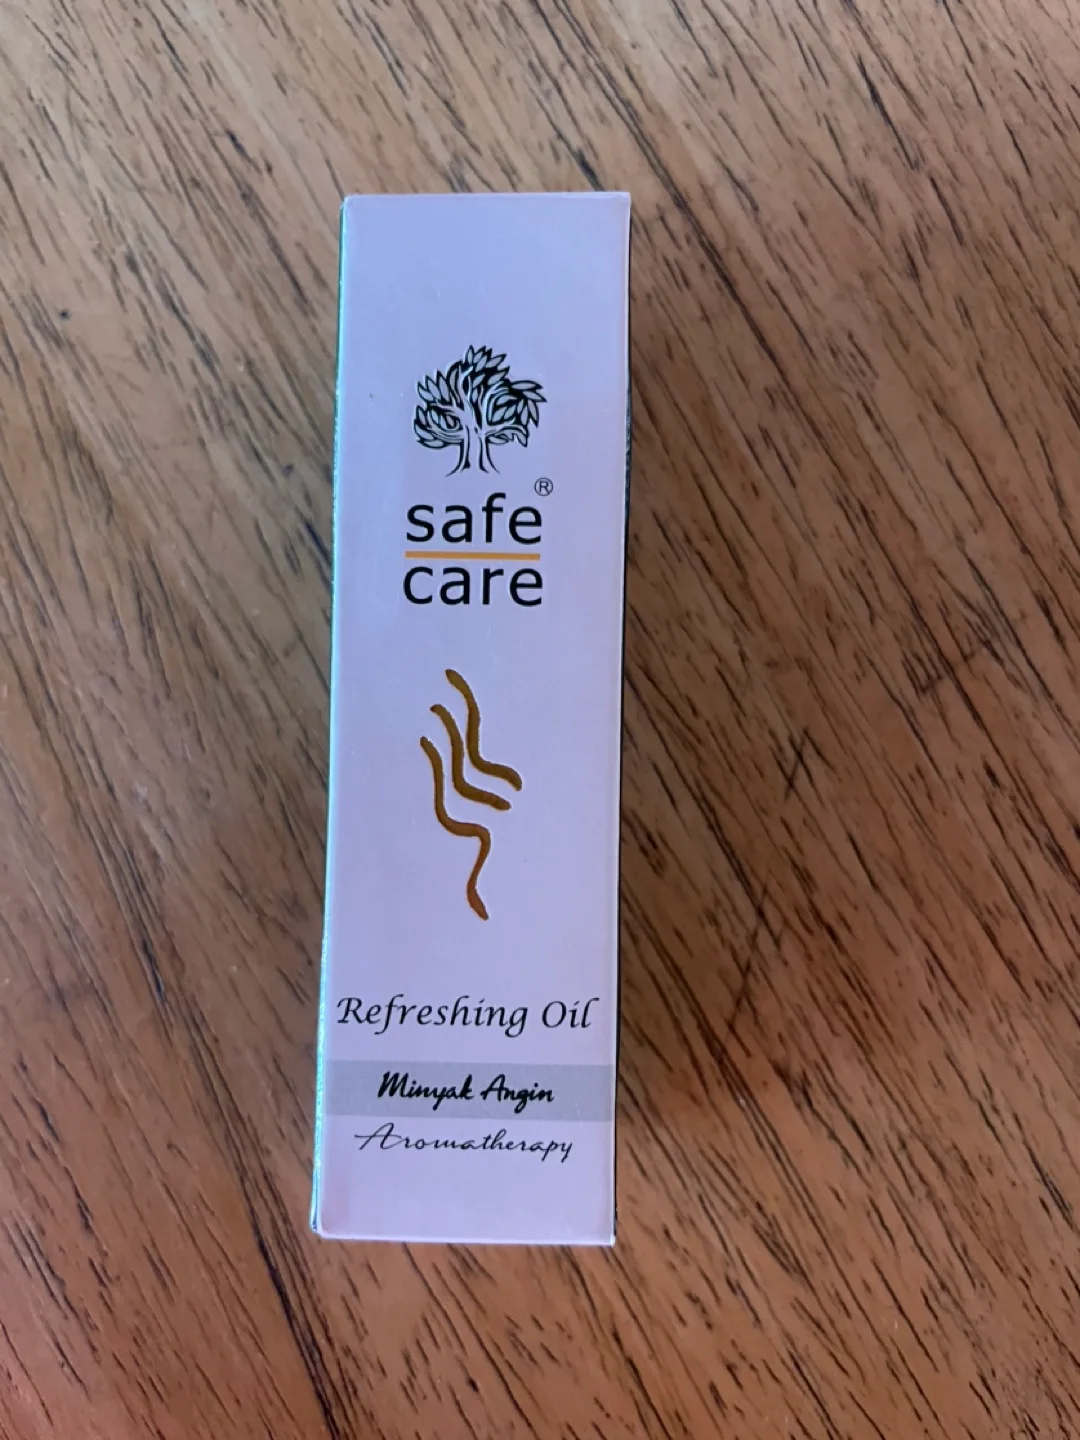 safe®
care
Refreshing Oil
Minyak Angin
Aromatherapy